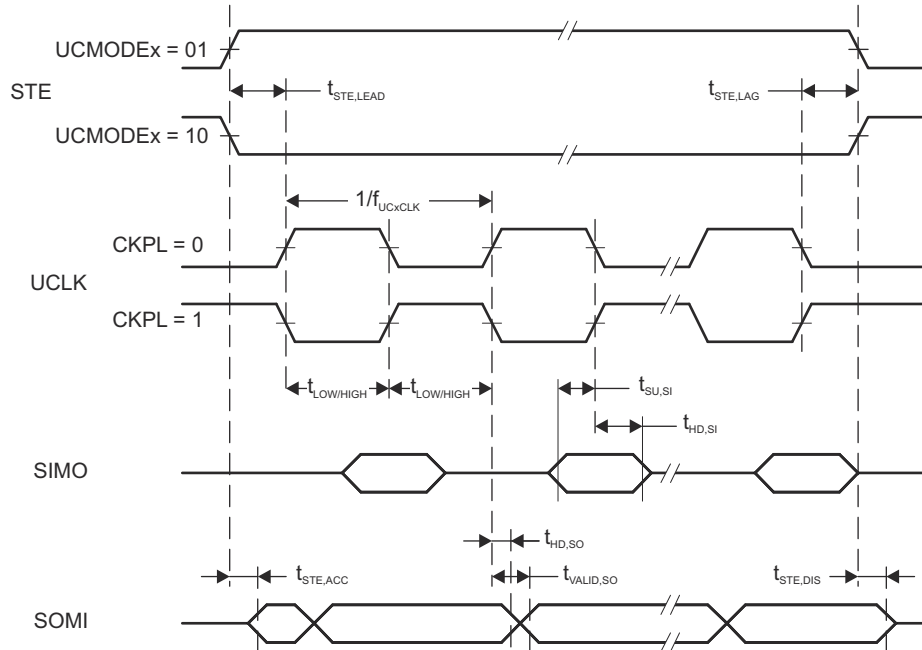 UCMODEx = 01
STE
tSTE,LEAD
tSTE,LAG
UCMODEx = 10
1/fUCxCLK
CKPL = 0
UCLK
CKPL = 1
tLOW/HIGH
tLOW/HIGH
tSU,SI
tHD,SI
SIMO
tHD,SO
tSTE,ACC
tVALID,SO
tSTE,DIS
SOMI